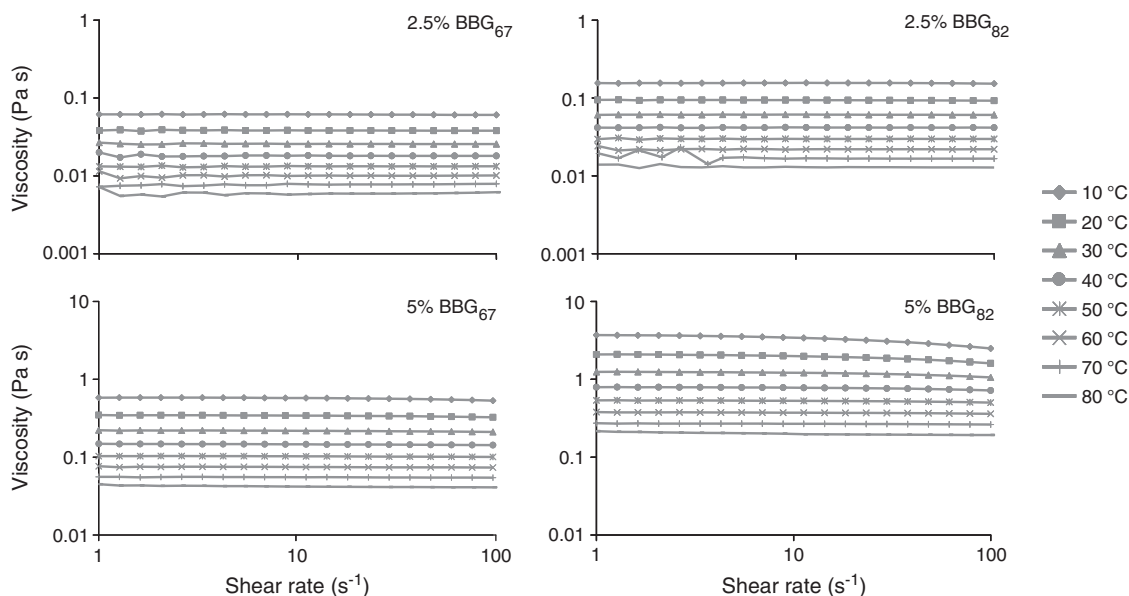 2.5% BBG67
2.5% BBG82
Viscosity (Pa s)
1
0.1
0.01
0.001
1
0.1
0.01
0.001
10 °C
20 °C
30 °C
40 °C
50 °C
60 °C
70 °C
80 °C
5% BBG67
5% BBG82
Viscosity (Pa s)
10
1
0.1
0.01
10
1
0.1
0.01
1 10 100
1 10 100
Shear rate (s-1)
Shear rate (s-1)